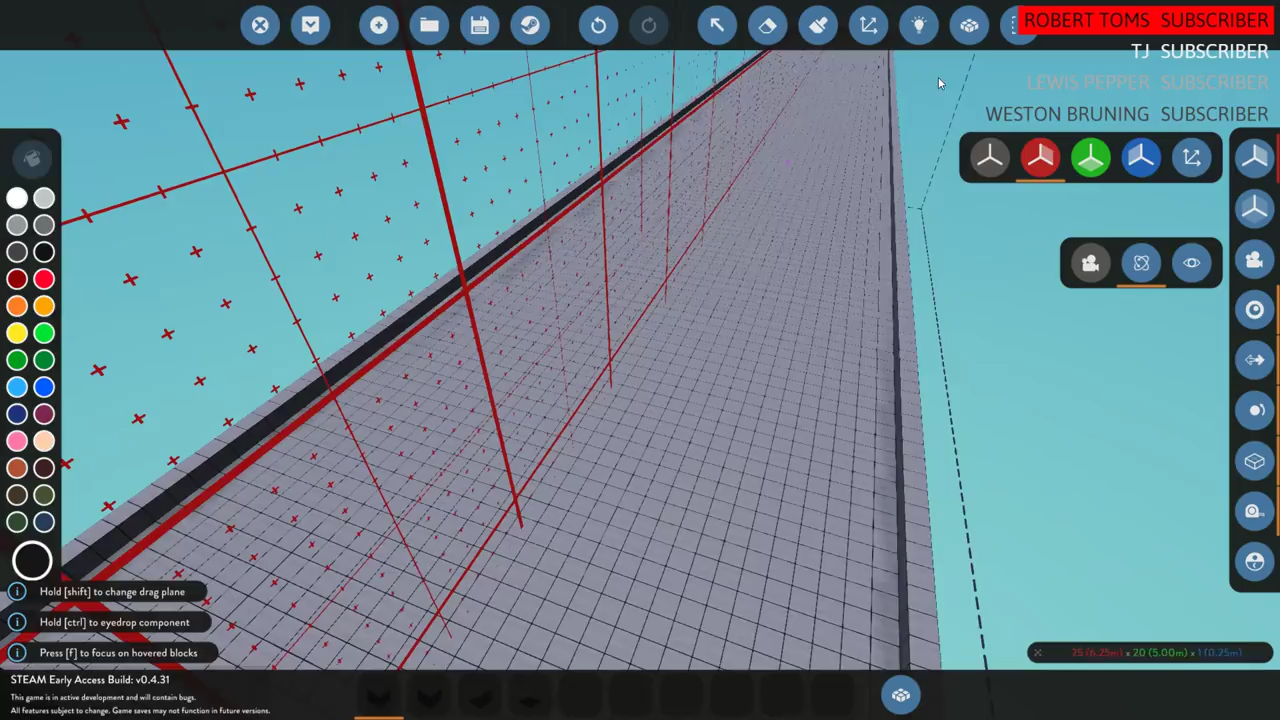 ROBERT TOMS SUBSCRIBER
TJ SUBSCRIBER
LEWIS PEPPER SUBSCRIBER
WESTON BRUNING SUBSCRIBER
Hold [shift] to change drag plane
Hold [ctrl] to eyedrop component
Press [f] to focus on hovered blocks
25 (6.25m) x 20 (5.00m) x 1 (0.25m)
STEAM Early Access Build: v0.4.31
This game is in active development and will contain bugs.
All features subject to change. Game saves may not function in future versions.